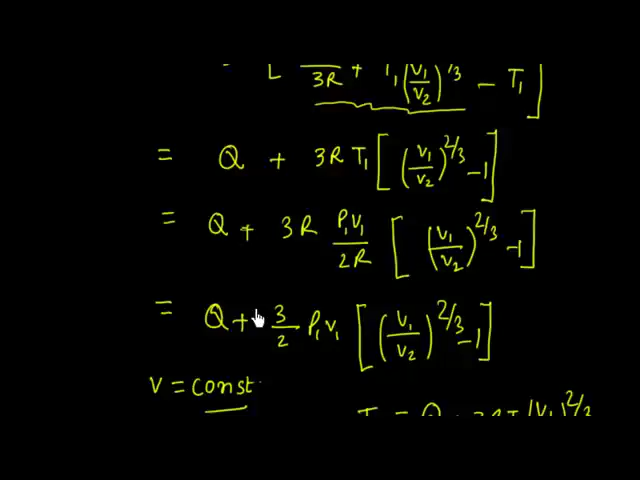 = [ /3R + T₁(V₁/V₂)^2/3 − T₁]
= Q + 3R T₁ [(V₁/V₂)^2/3 −1]
= Q + 3R P₁V₁/2R [(V₁/V₂)^2/3 −1]
= Q + 3/2 P₁V₁ [(V₁/V₂)^2/3 −1]
V = const